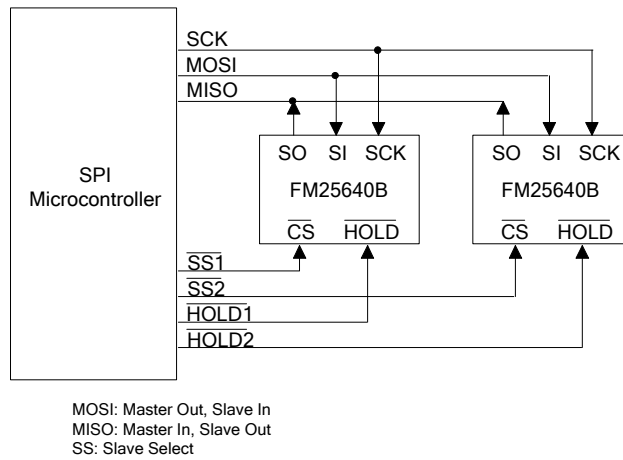 SCK
MOSI
MISO
SO SI SCK
FM25640B
CS HOLD
SO SI SCK
FM25640B
CS HOLD
SPI
Microcontroller
SS1
SS2
HOLD1
HOLD2
MOSI: Master Out, Slave In
MISO: Master In, Slave Out
SS: Slave Select